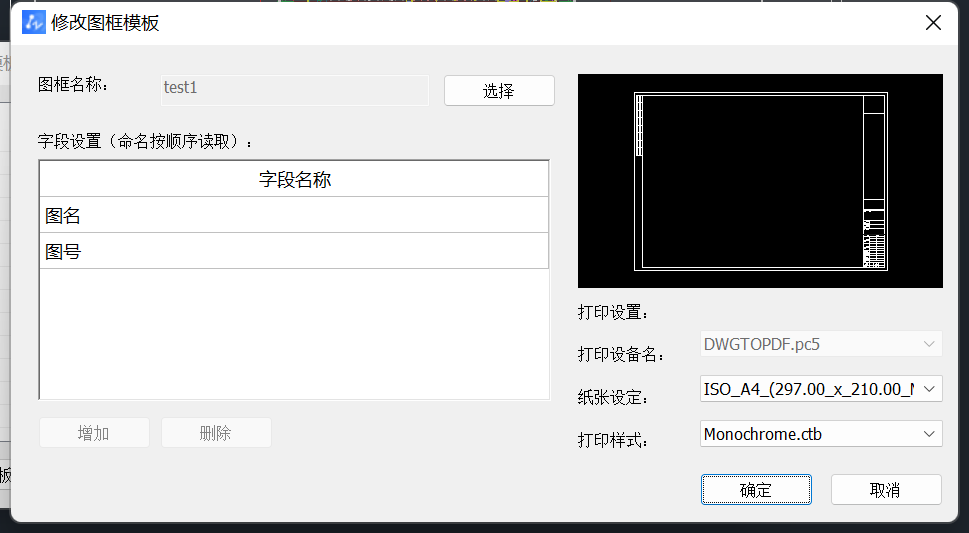 修改图框模板
图框名称：
test1
选择
字段设置（命名按顺序读取）：
字段名称
图名
图号
增加
删除
打印设置：
打印设备名：
DWGTOPDF.pc5
纸张设定：
ISO_A4_(297.00_x_210.00_
打印样式：
Monochrome.ctb
确定
取消
板